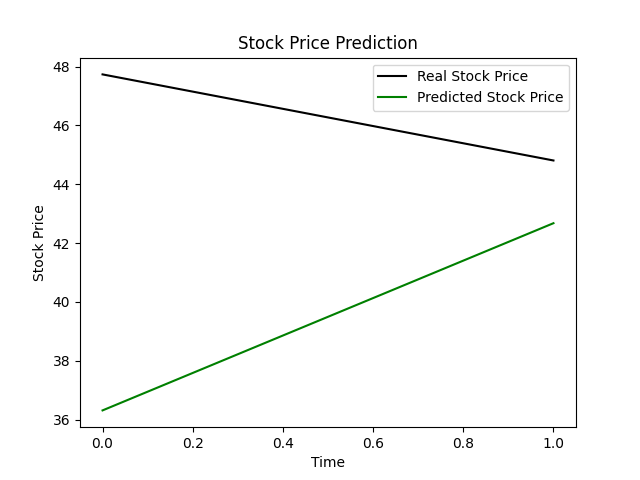 Stock Price Prediction
Real Stock Price
Predicted Stock Price
Stock Price
48
46
44
42
40
38
36
0.0 0.2 0.4 0.6 0.8 1.0
Time